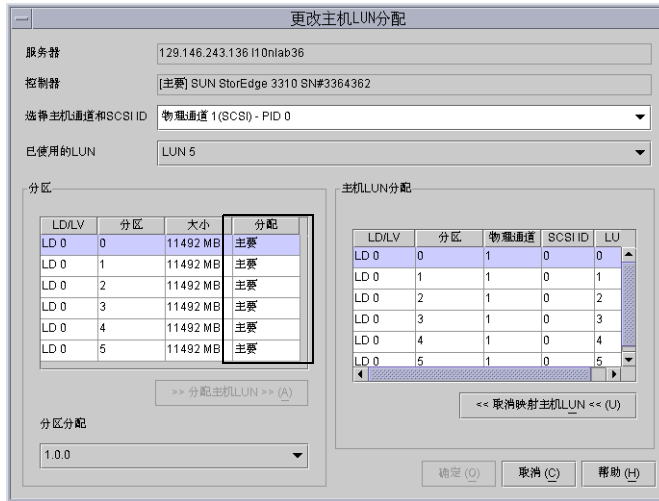 更改主机LUN分配
服务器 129.146.243.136 l10nlab36
控制器 [主要] SUN StorEdge 3310 SN#3364362
选择主机通道和SCSI ID 物理通道 1(SCSI) - PID 0
已使用的LUN LUN 5
分区
LD/LV 分区 大小 分配
LD 0 0 11492 MB 主要
LD 0 1 11492 MB 主要
LD 0 2 11492 MB 主要
LD 0 3 11492 MB 主要
LD 0 4 11492 MB 主要
LD 0 5 11492 MB 主要
>> 分配主机LUN >> (A)
分区分配
1.0.0
主机LUN分配
LD/LV 分区 物理通道 SCSI ID LU
LD 0 0 1 0 0
LD 0 1 1 0 1
LD 0 2 1 0 2
LD 0 3 1 0 3
LD 0 4 1 0 4
LD 0 5 1 0 5
<< 取消映射主机LUN << (U)
确定 (O) 取消 (C) 帮助 (H)